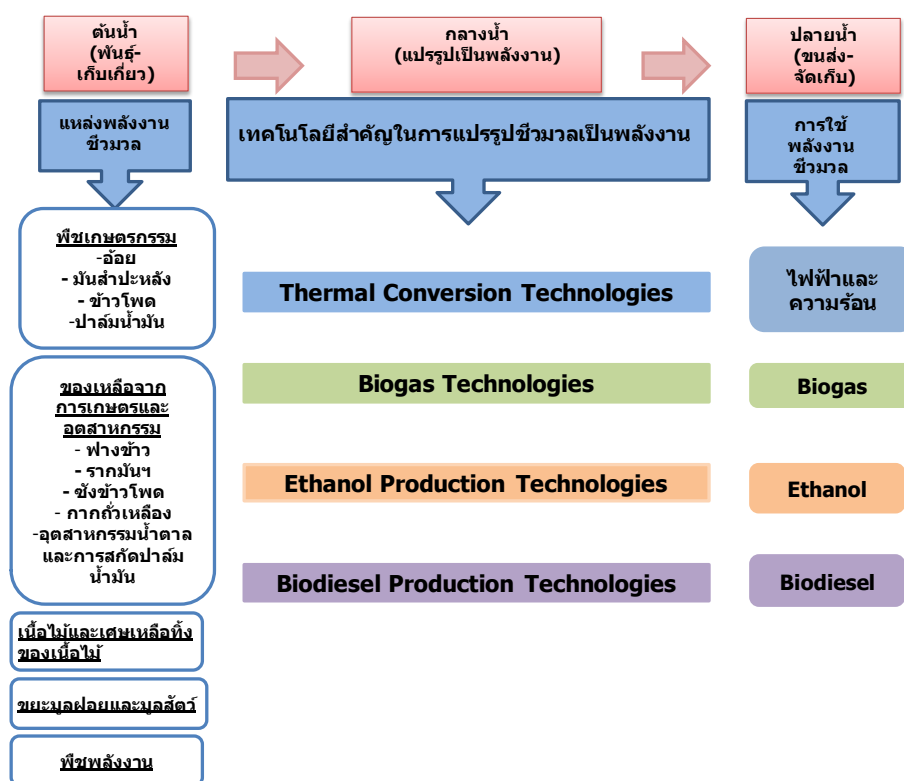 ต้นน้ำ
(พันธุ์-
เก็บเกี่ยว)
กลางน้ำ
(แปรรูปเป็นพลังงาน)
ปลายน้ำ
(ขนส่ง-
จัดเก็บ)
แหล่งพลังงาน
ชีวมวล
เทคโนโลยีสำคัญในการแปรรูปชีวมวลเป็นพลังงาน
การใช้
พลังงาน
ชีวมวล
พืชเกษตรกรรม
-อ้อย
- มันสำปะหลัง
- ข้าวโพด
-ปาล์มน้ำมัน
ของเหลือจาก
การเกษตรและ
อุตสาหกรรม
- ฟางข้าว
- รากมันฯ
- ซังข้าวโพด
- กากถั่วเหลือง
-อุตสาหกรรมน้ำตาล
และการสกัดปาล์ม
น้ำมัน
เนื้อไม้และเศษเหลือทิ้ง
ของเนื้อไม้
ขยะมูลฝอยและมูลสัตว์
พืชพลังงาน
Thermal Conversion Technologies
Biogas Technologies
Ethanol Production Technologies
Biodiesel Production Technologies
ไฟฟ้าและ
ความร้อน
Biogas
Ethanol
Biodiesel